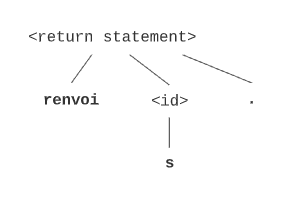 <return statement>
renvoi <id> .
s